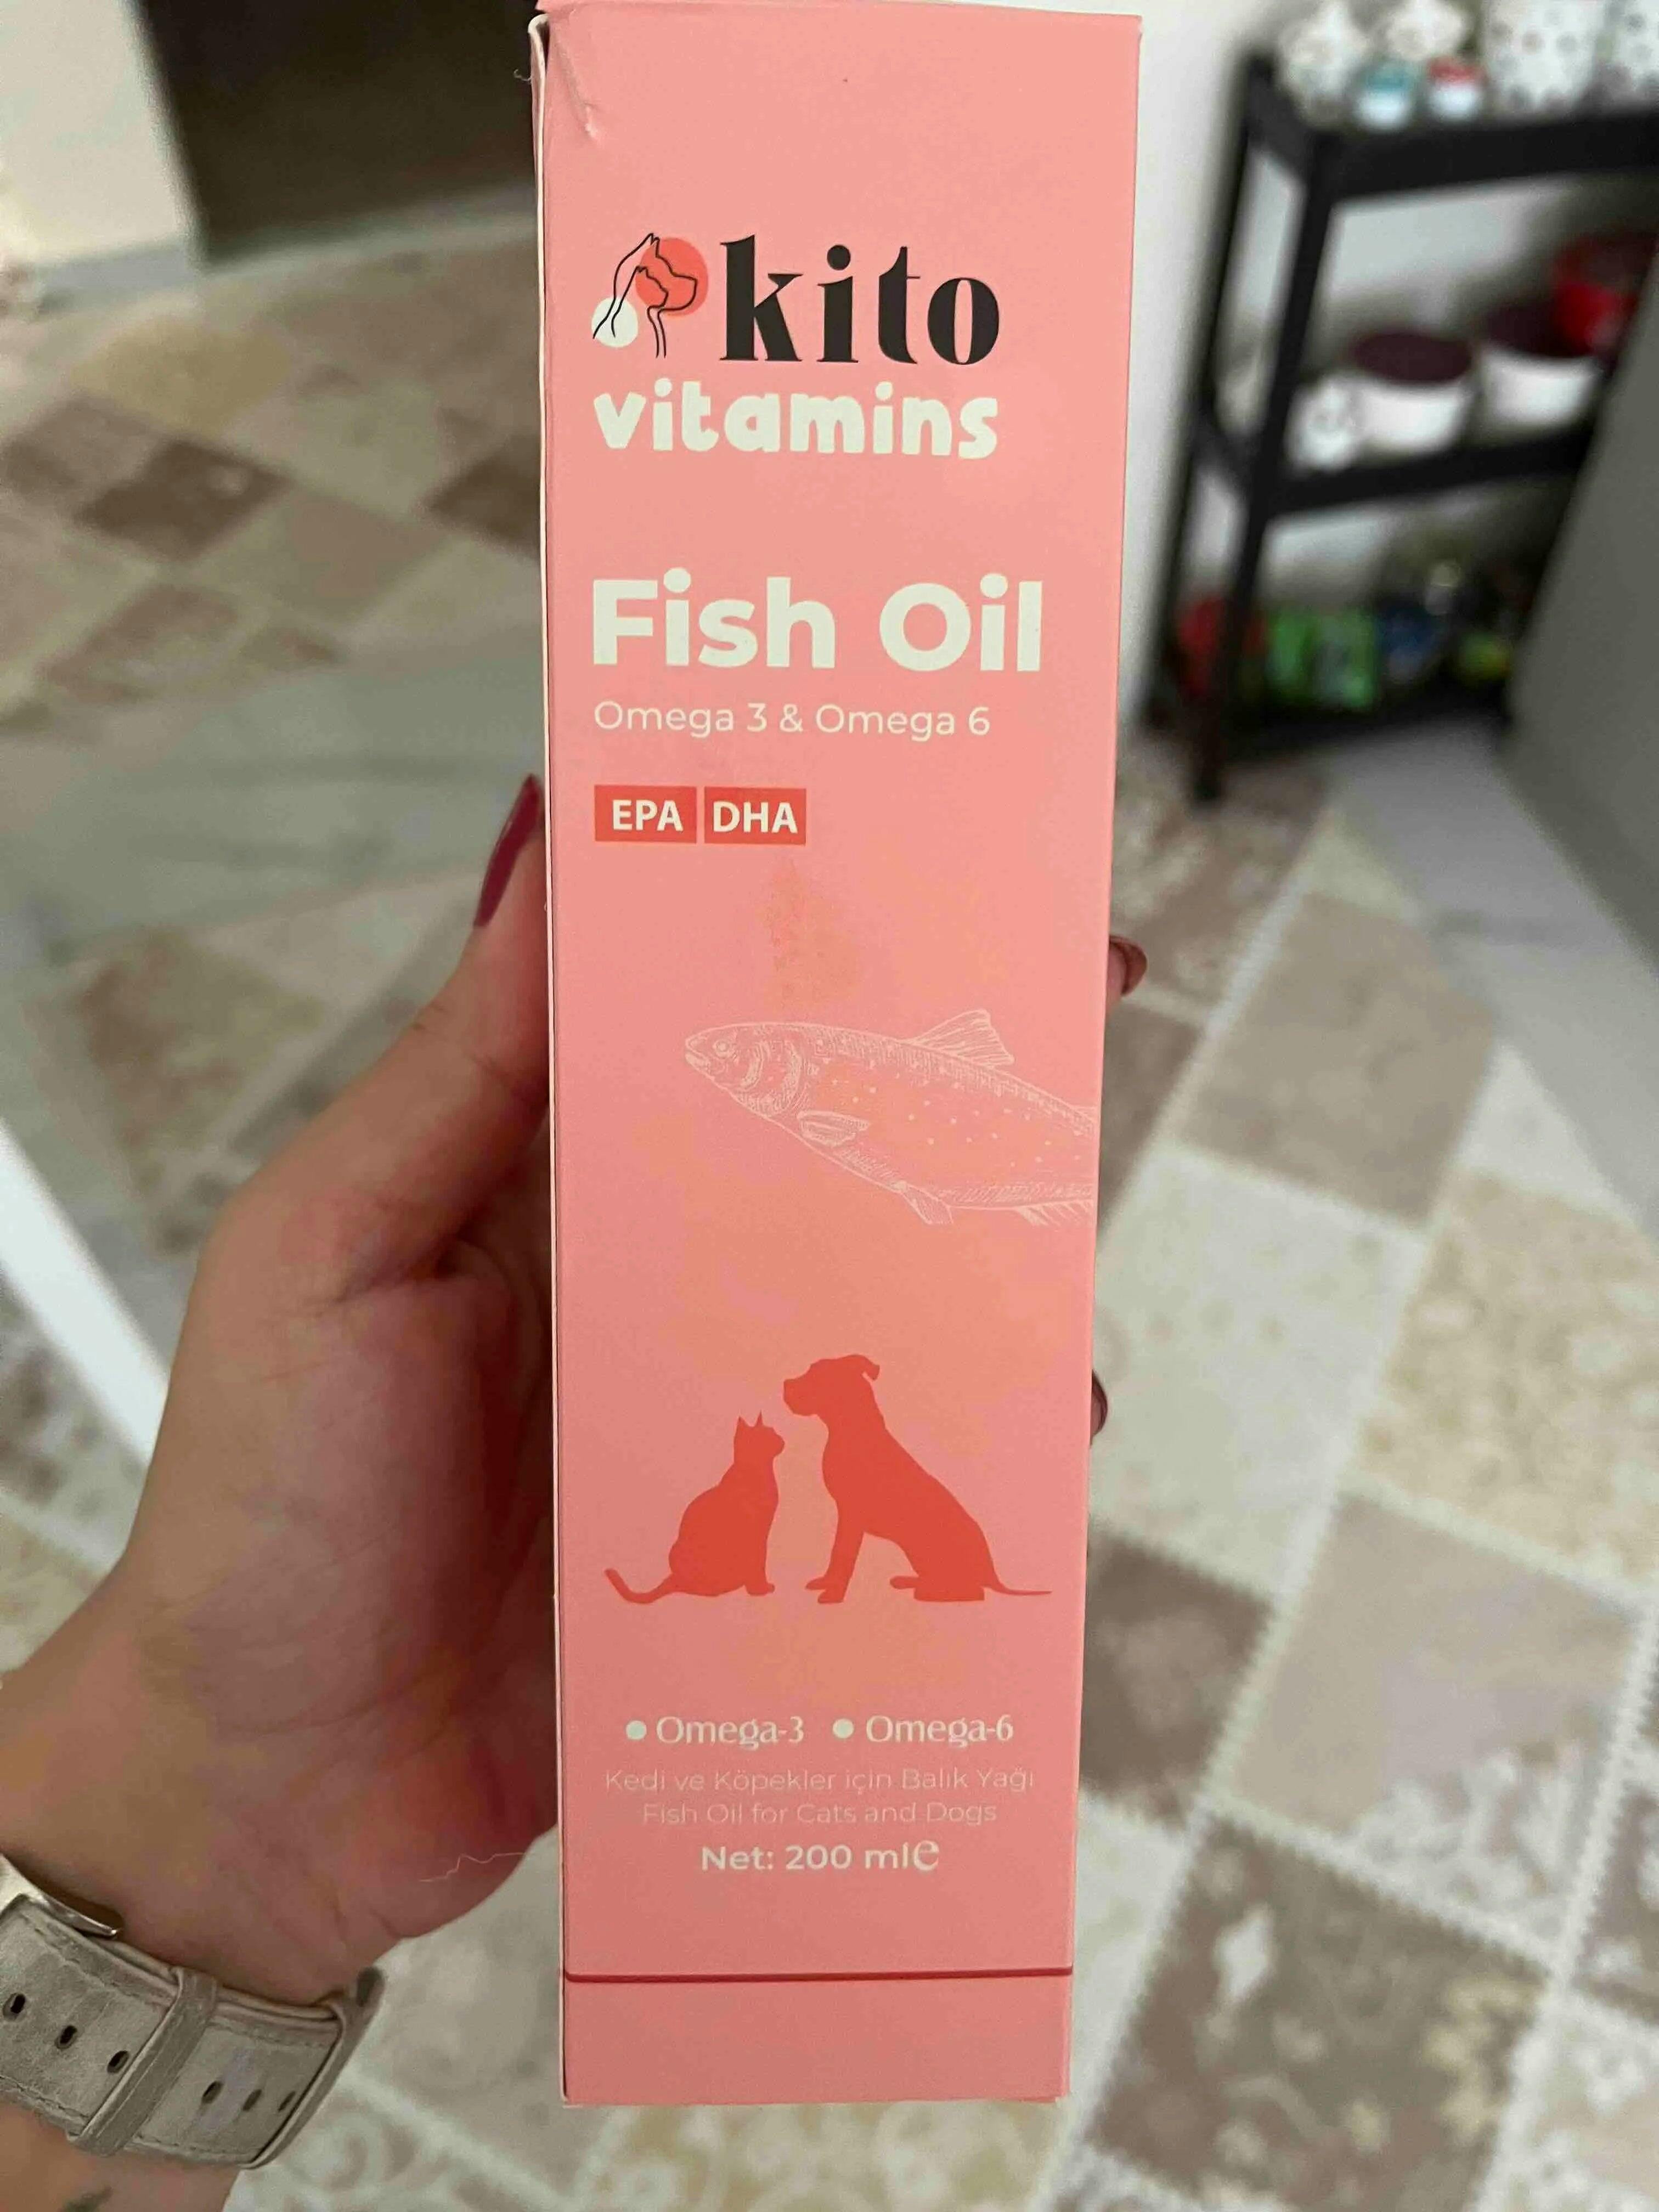 kito
vitamins
Fish Oil
Omega 3 & Omega 6
EPA DHA
• Omega-3 • Omega-6
Kedi ve Köpekler için Balık Yağı
Fish Oil for Cats and Dogs
Net: 200 ml℮